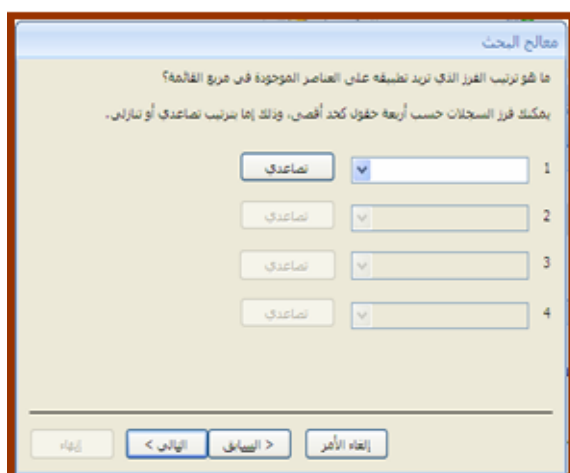 معالج البحث
ما هو ترتيب الفرز الذي تريد تطبيقه على العناصر الموجودة في مربع القائمة؟
يمكنك فرز السجلات حسب أربعة حقول كحد أقصى، وذلك إما بترتيب تصاعدي أو تنازلي.
1 تصاعدي
2 تصاعدي
3 تصاعدي
4 تصاعدي
إلغاء الأمر < السابق التالي > إنهاء